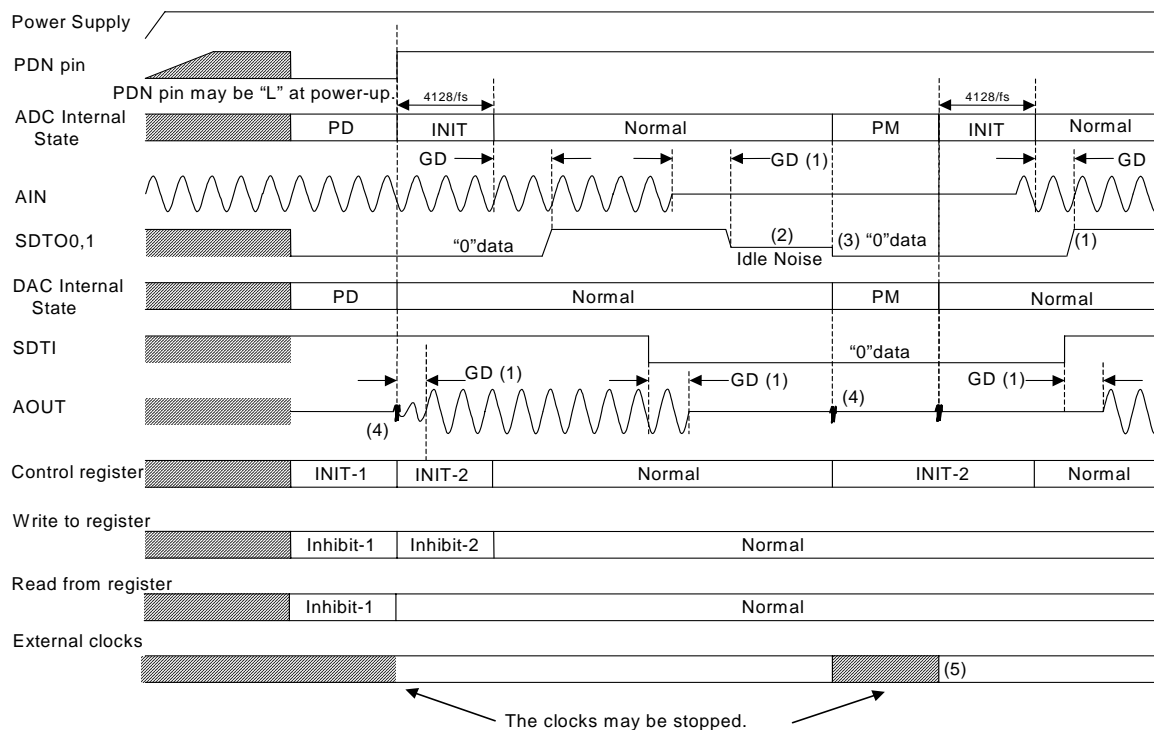 Power Supply
PDN pin
PDN pin may be “L” at power-up.
4128/fs
4128/fs
ADC Internal
State
PD
INIT
Normal
PM
INIT
Normal
GD
GD (1)
GD
AIN
SDTO0,1
“0”data
(2)
Idle Noise
(3) “0”data
(1)
DAC Internal
State
PD
Normal
PM
Normal
SDTI
“0”data
GD (1)
GD (1)
GD (1)
AOUT
(4)
(4)
Control register
INIT-1
INIT-2
Normal
INIT-2
Normal
Write to register
Inhibit-1
Inhibit-2
Normal
Read from register
Inhibit-1
Normal
External clocks
(5)
The clocks may be stopped.